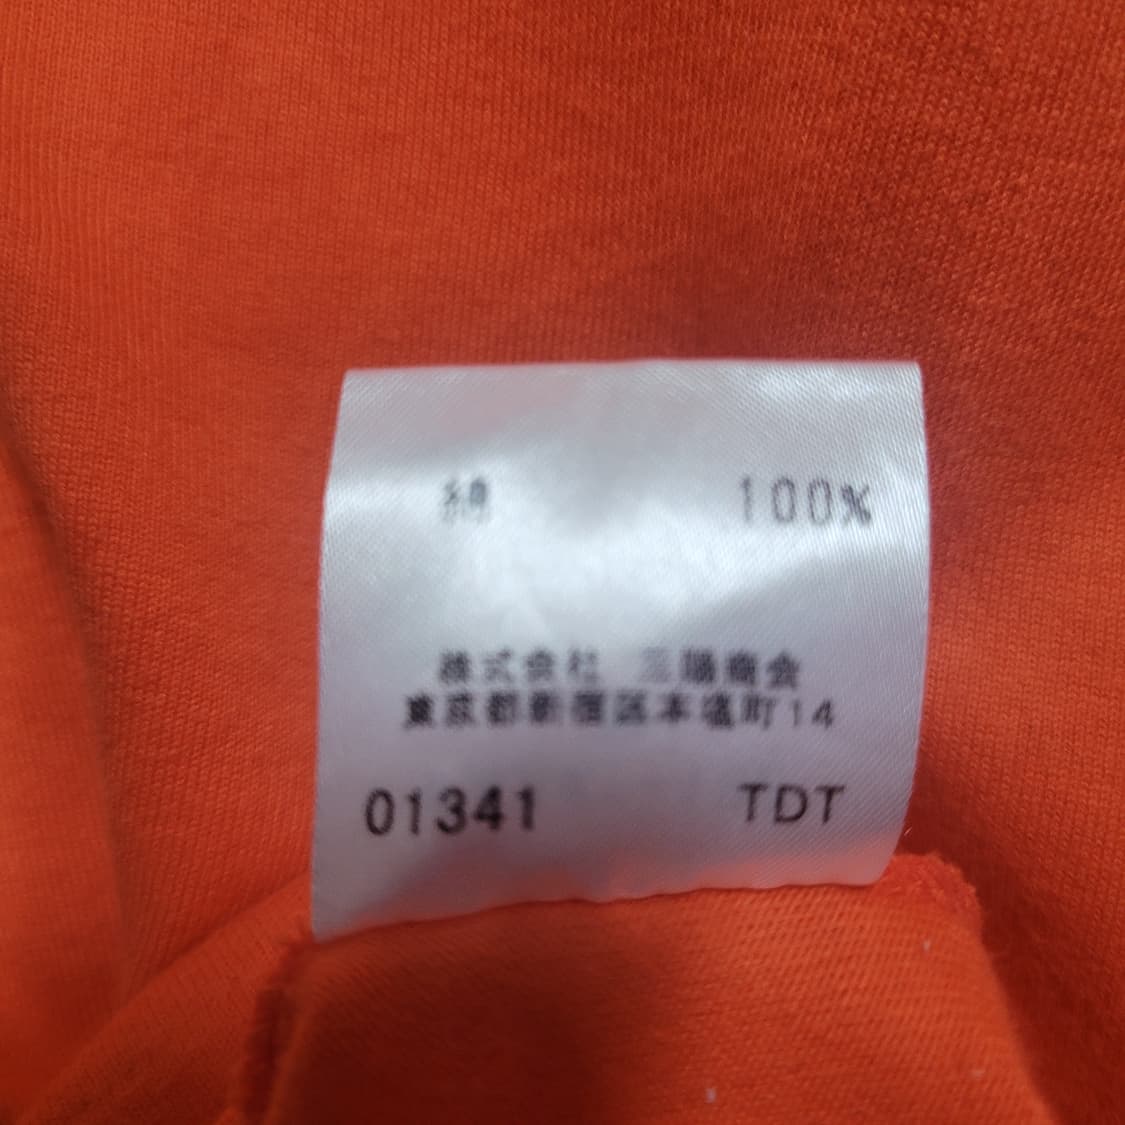 綿 100%
株式会社 三陽商会
東京都新宿区本塩町14
01341 TDT